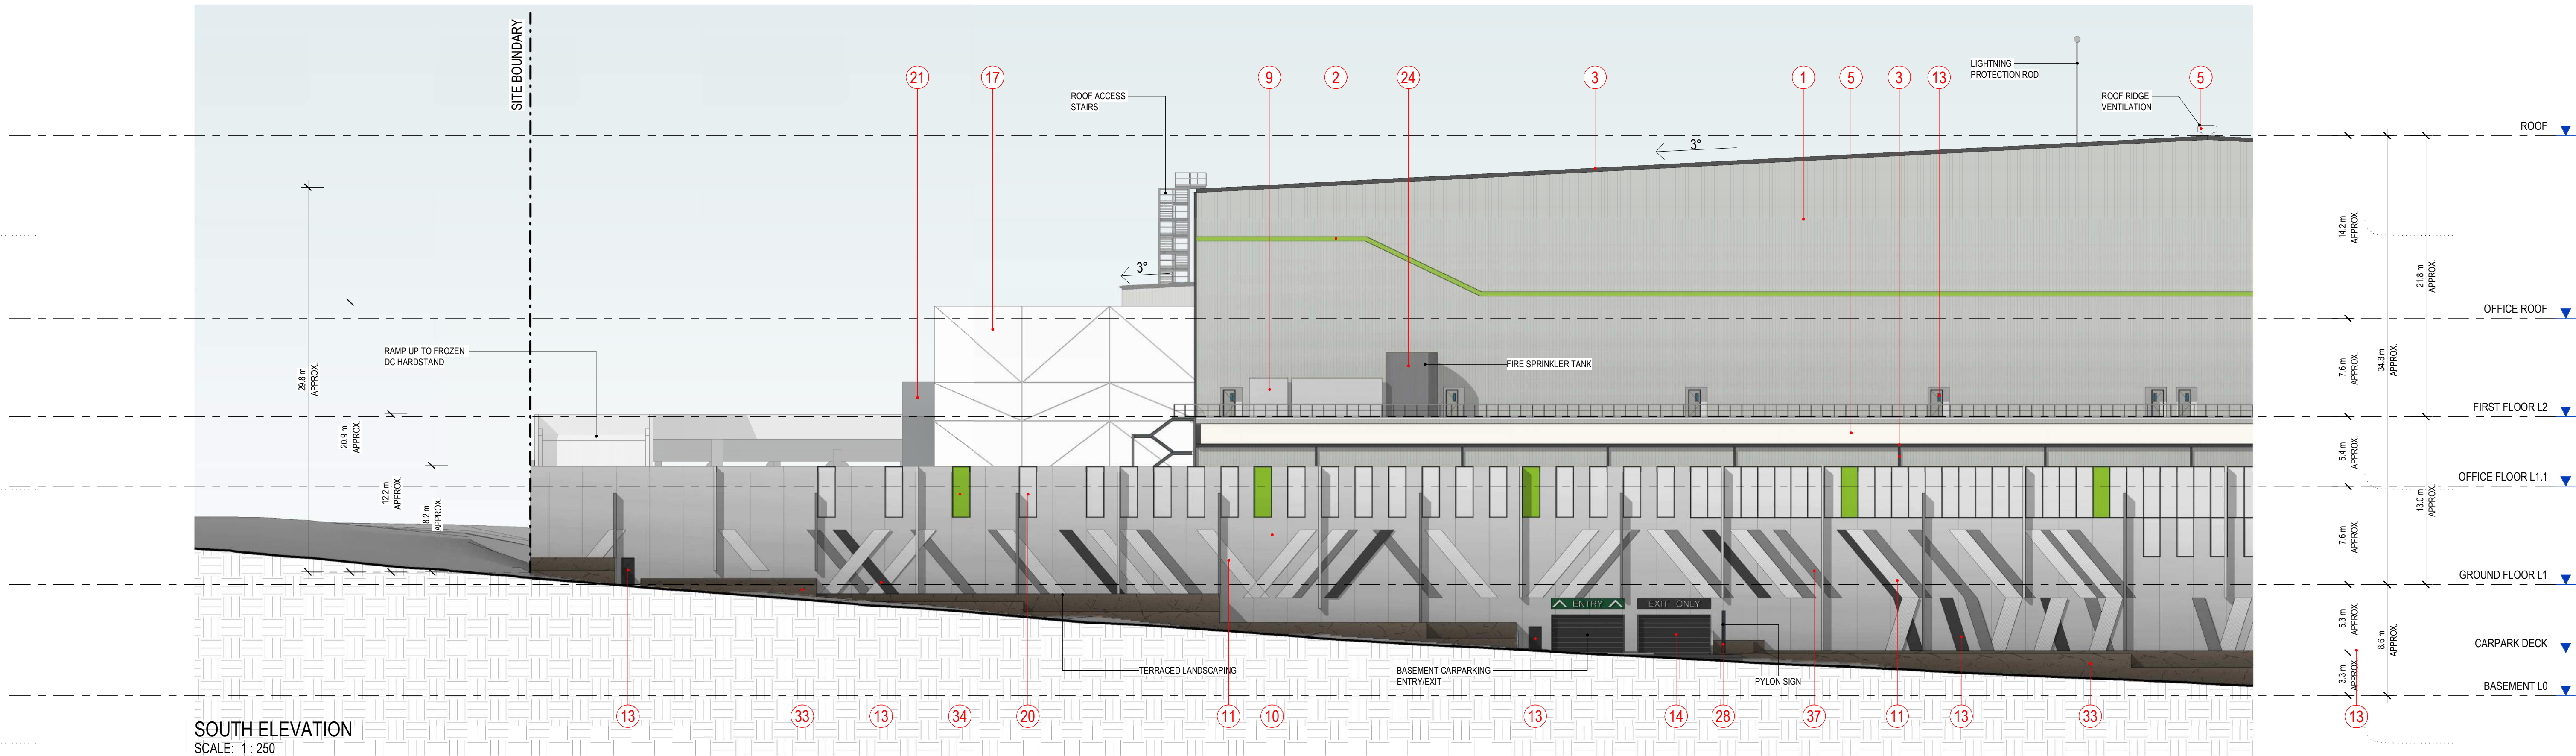 SITE BOUNDARY
21
17
9
2
24
3
1
5
3
13
5
ROOF ACCESS
STAIRS
LIGHTNING
PROTECTION ROD
ROOF RIDGE
VENTILATION
ROOF
3°
3°
14.2 m
APPROX.
21.8 m
APPROX.
OFFICE ROOF
RAMP UP TO FROZEN
DC HARDSTAND
FIRE SPRINKLER TANK
29.8 m
APPROX.
20.9 m
APPROX.
12.2 m
APPROX.
8.2 m
APPROX.
7.6 m
APPROX.
34.8 m
APPROX.
FIRST FLOOR L2
5.4 m
APPROX.
OFFICE FLOOR L1.1
13.0 m
APPROX.
7.6 m
APPROX.
GROUND FLOOR L1
ENTRY
EXIT ONLY
5.3 m
APPROX.
8.6 m
APPROX.
CARPARK DECK
TERRACED LANDSCAPING
BASEMENT CARPARKING
ENTRY/EXIT
PYLON SIGN
3.3 m
APPROX.
BASEMENT L0
13
33
13
34
20
11
10
13
14
28
37
11
13
33
13
SOUTH ELEVATION
SCALE: 1 : 250